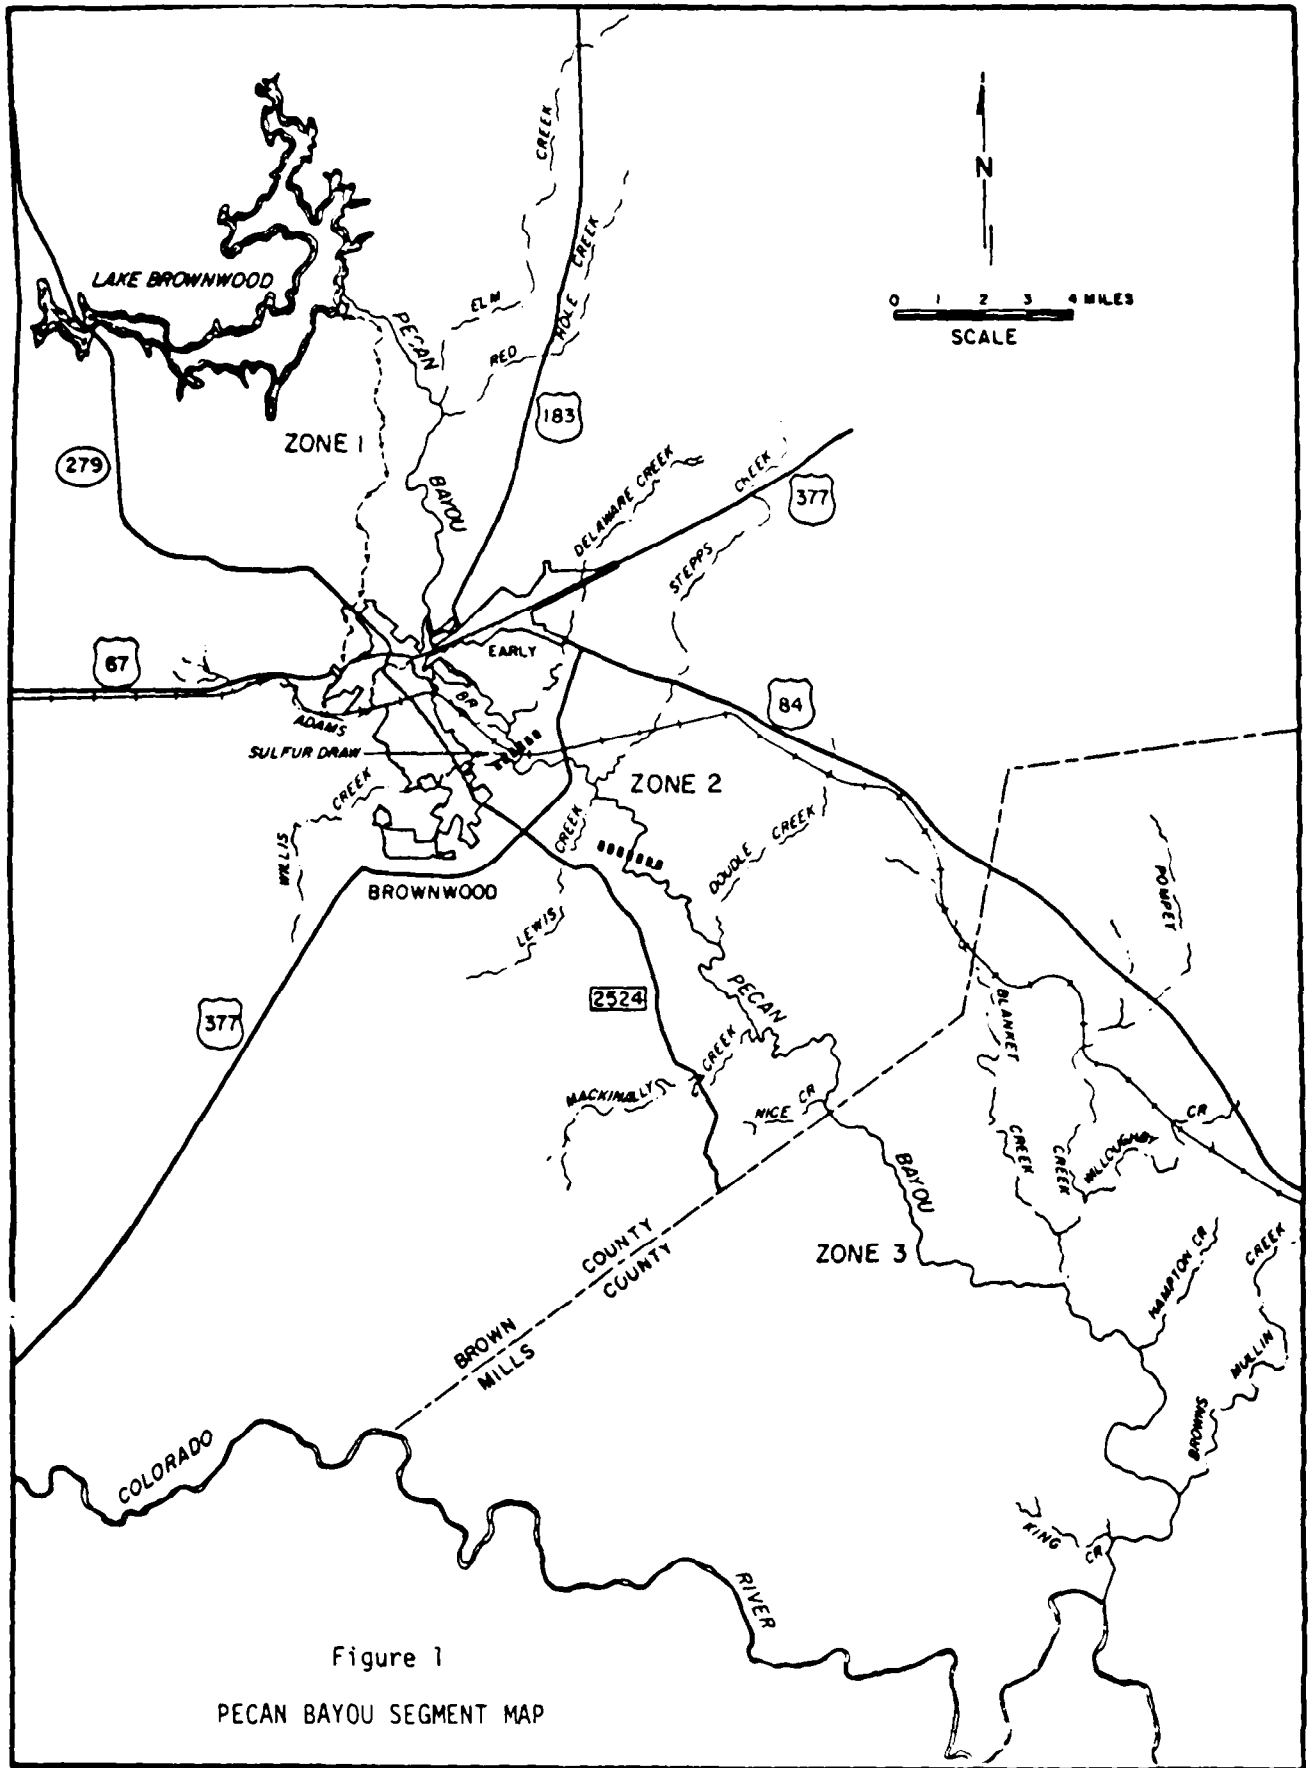 CREEK
N
LAKE BROWNWOOD
ELM
RED HOLE CREEK
0 1 2 3 4 MILES
SCALE
PECAN
ZONE 1
183
279
BAYOU
DELAWARE CREEK
CREEK
377
STEPPS
EARLY
67
84
BR
ADAMS
SULFUR DRAW
CREEK
ZONE 2
WILLIS
CREEK
DOUDLE CREEK
BROWNWOOD
LEWIS
POMPEY
377
2524
PECAN
BLANKET
CREEK
MACKINALLY
NICE CR
CR
CREEK
CREEK
WILLOUGHBY
BAYOU
COUNTY
COUNTY
ZONE 3
HAMPTON CR
CREEK
BROWN
MILLS
MULLIN
BROWNS
COLORADO
KING
CR
RIVER
Figure 1
PECAN BAYOU SEGMENT MAP